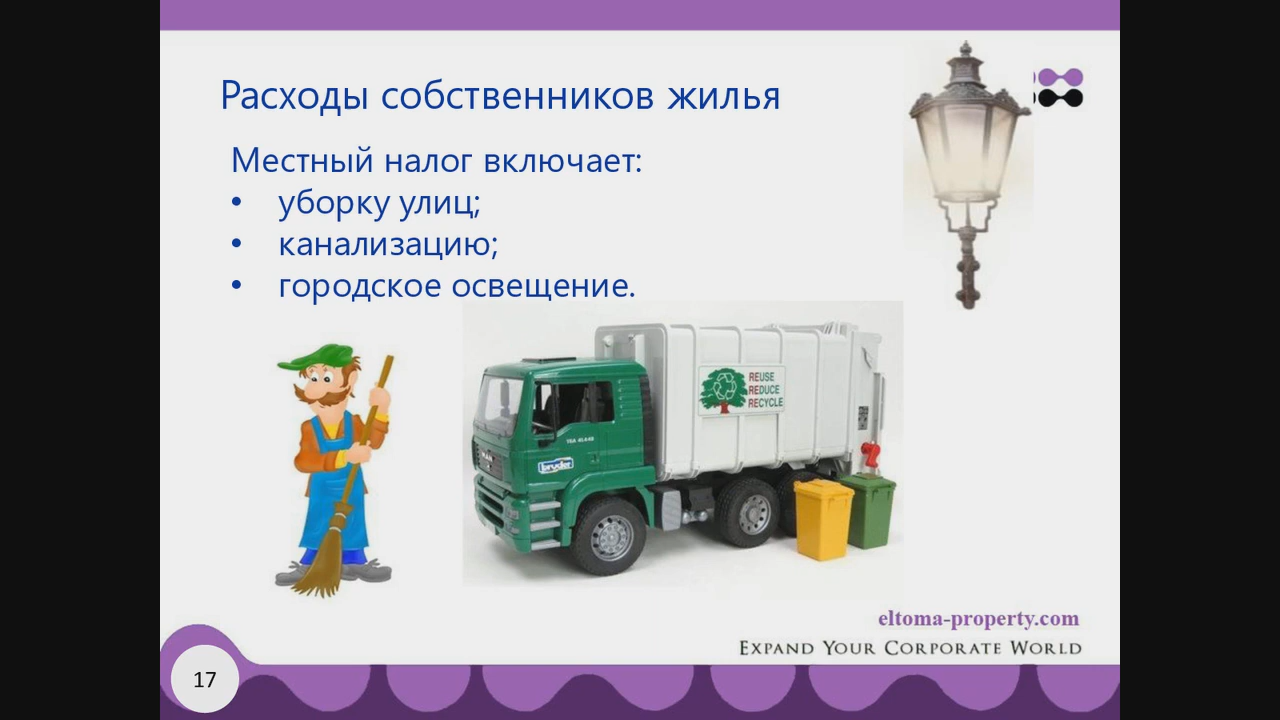 Расходы собственников жилья
Местный налог включает:
• уборку улиц;
• канализацию;
• городское освещение.
REUSE
REDUCE
RECYCLE
bruder
eltoma-property.com
EXPAND YOUR CORPORATE WORLD
17